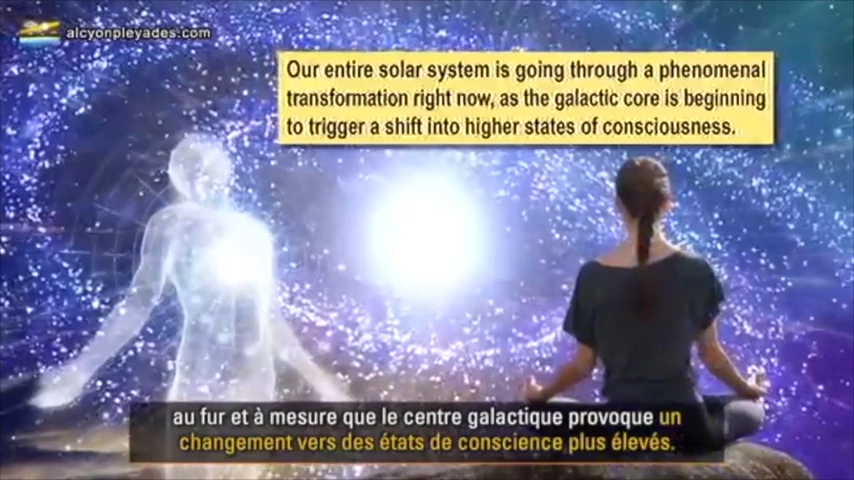 alcyonpleyades.com
Our entire solar system is going through a phenomenal
transformation right now, as the galactic core is beginning
to trigger a shift into higher states of consciousness.
au fur et à mesure que le centre galactique provoque un
changement vers des états de conscience plus élevés.